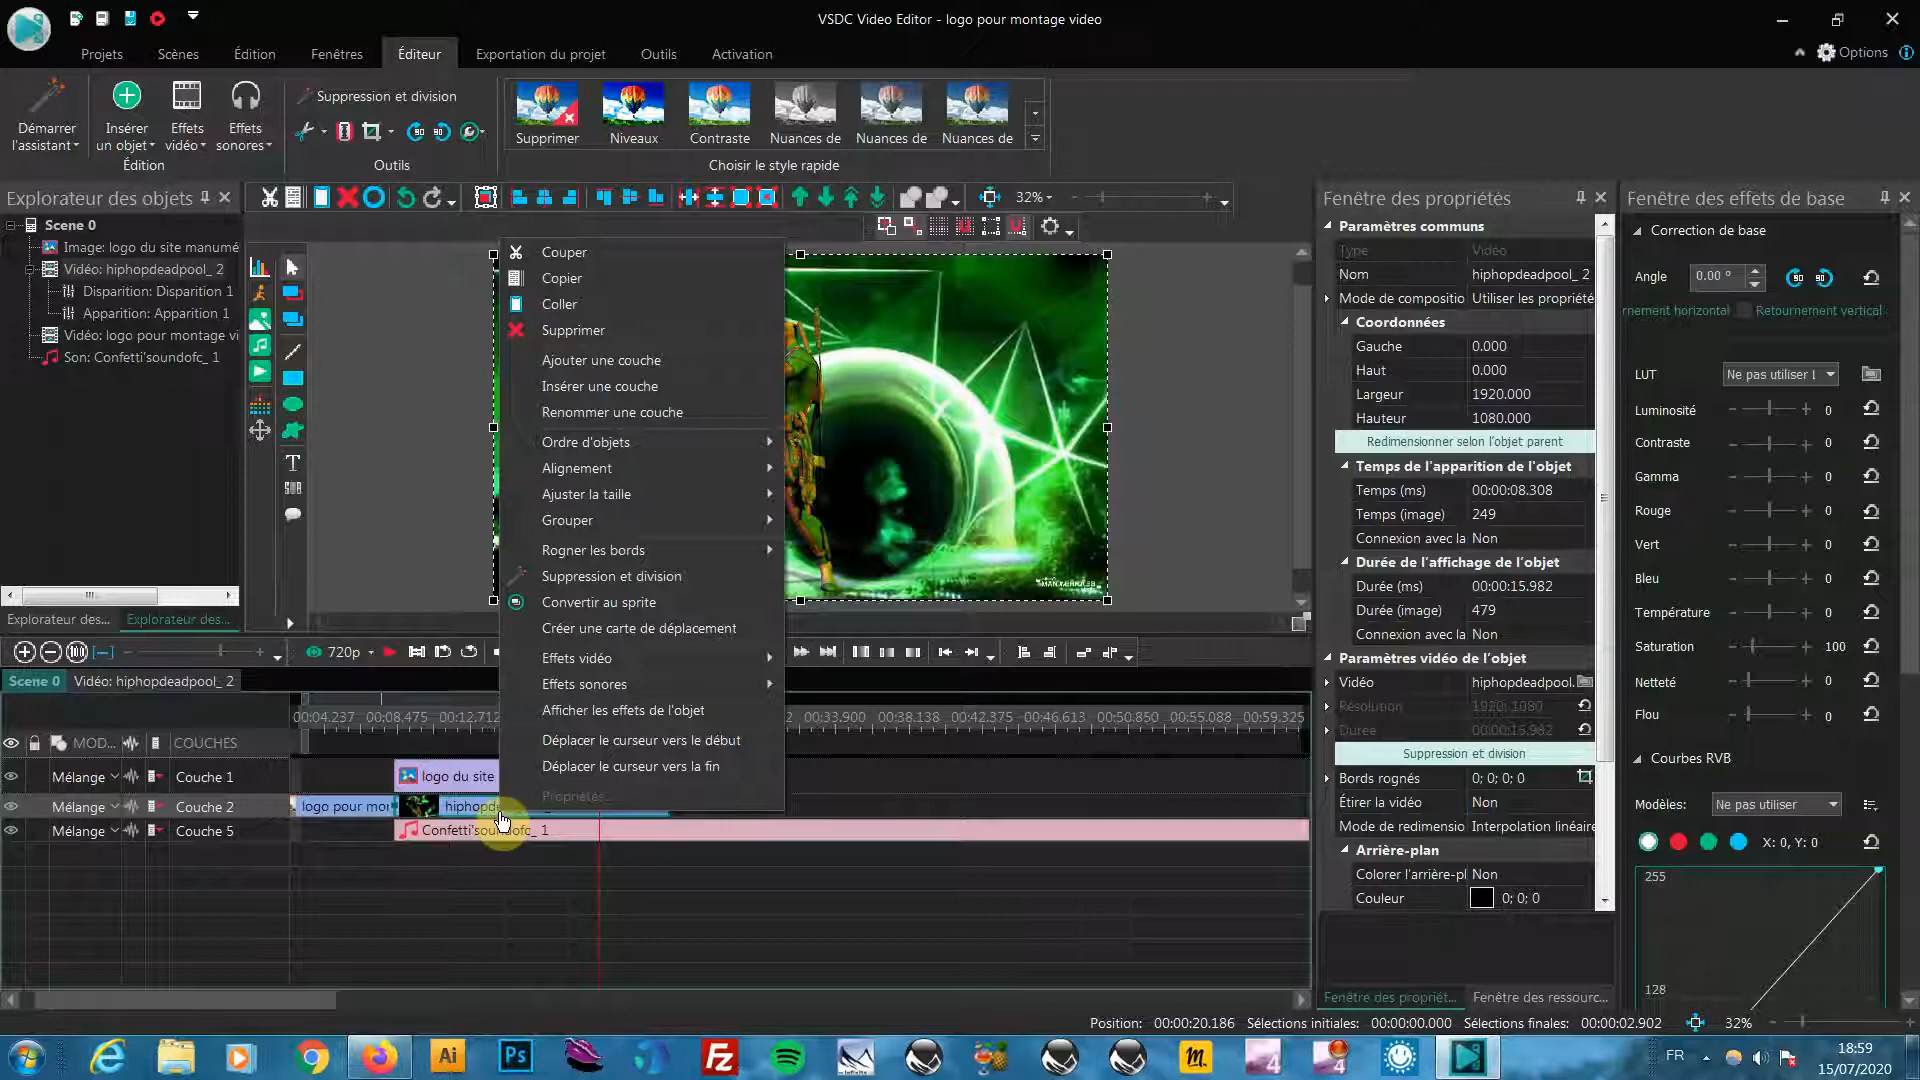 VSDC Video Editor - logo pour montage video
Projets
Scènes
Édition
Fenêtres
Éditeur
Exportation du projet
Outils
Activation
Options
Démarrer
l'assistant
Insérer
un objet
Effets
vidéo
Effets
sonores
Édition
Suppression et division
Outils
Supprimer
Niveaux
Contraste
Nuances de
Nuances de
Nuances de
Choisir le style rapide
Explorateur des objets
32%
Scene 0
Image: logo du site manumé
Vidéo: hiphopdeadpool_ 2
Disparition: Disparition 1
Apparition: Apparition 1
Vidéo: logo pour montage vi
Son: Confetti'soundofc_ 1
Explorateur des...
Explorateur des...
Couper
Copier
Coller
Supprimer
Ajouter une couche
Insérer une couche
Renommer une couche
Ordre d'objets
Alignement
Ajuster la taille
Grouper
Rogner les bords
Suppression et division
Convertir au sprite
Créer une carte de déplacement
Effets vidéo
Effets sonores
Afficher les effets de l'objet
Déplacer le curseur vers le début
Déplacer le curseur vers la fin
Propriétés...
Fenêtre des propriétés
Paramètres communs
Type Vidéo
Nom hiphopdeadpool_ 2
Mode de compositio Utiliser les propriété
Coordonnées
Gauche 0.000
Haut 0.000
Largeur 1920.000
Hauteur 1080.000
Redimensionner selon l'objet parent
Temps de l'apparition de l'objet
Temps (ms) 00:00:08.308
Temps (image) 249
Connexion avec la Non
Durée de l'affichage de l'objet
Durée (ms) 00:00:15.982
Durée (image) 479
Connexion avec la Non
Paramètres vidéo de l'objet
Vidéo hiphopdeadpool.
Résolution 1920; 1080
Durée 00:00:15.982
Suppression et division
Bords rognés 0; 0; 0; 0
Étirer la vidéo Non
Mode de redimensio Interpolation linéaire
Arrière-plan
Colorer l'arrière-pl Non
Couleur 0; 0; 0
Fenêtre des propriét...
Fenêtre des ressourc...
Fenêtre des effets de base
Correction de base
Angle 0.00 °
90 90
rnement horizontal Retournement vertical
LUT Ne pas utiliser l
Luminosité 0
Contraste 0
Gamma 0
Rouge 0
Vert 0
Bleu 0
Température 0
Saturation 100
Netteté 0
Flou 0
Courbes RVB
Modèles: Ne pas utiliser
X: 0, Y: 0
255
128
720p
Scene 0
Vidéo: hiphopdeadpool_ 2
00:04.237 00:08.475 00:12.712
2 00:33.900 00:38.138 00:42.375 00:46.613 00:50.850 00:55.088 00:59.325
MOD... COUCHES
Mélange Couche 1
logo du site
Mélange Couche 2
logo pour mor
hiphopd
Mélange Couche 5
Confetti'soundofc_ 1
Position: 00:00:20.186 Sélections initiales: 00:00:00.000 Sélections finales: 00:00:02.902 32%
Ai
Ps
Fz
m.
4
4
FR
18:59
15/07/2020